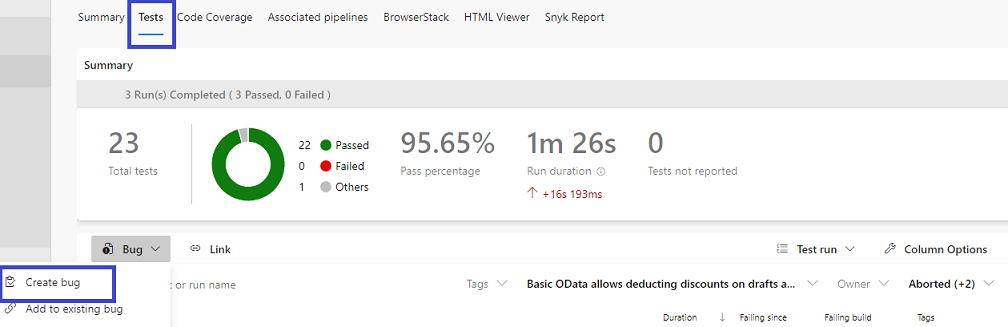 Summary Tests Code Coverage Associated pipelines BrowserStack HTML Viewer Snyk Report
Summary
3 Run(s) Completed ( 3 Passed, 0 Failed )
23
Total tests
22 Passed
0 Failed
1 Others
95.65%
Pass percentage
1m 26s
Run duration
+16s 193ms
0
Tests not reported
Bug Link Test run Column Options
Create bug
Add to existing bug
or run name Tags Basic OData allows deducting discounts on drafts a... Owner Aborted (+2)
Duration Failing since Failing build Tags